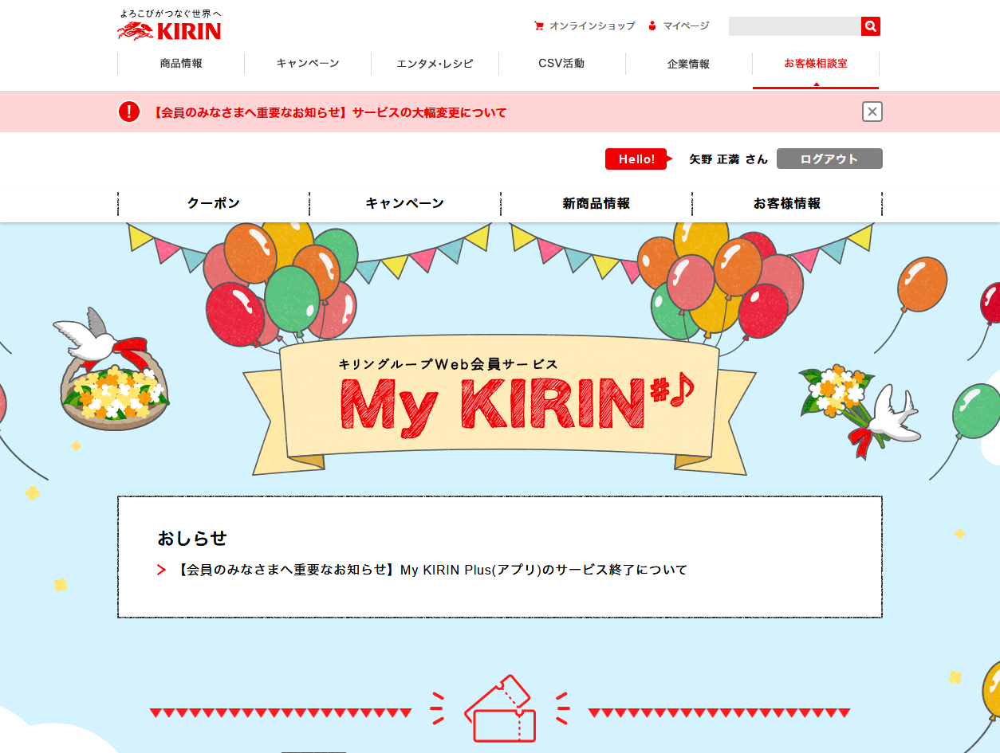 よろこびがつなぐ世界へ
KIRIN
オンラインショップ
マイページ
商品情報
キャンペーン
エンタメ・レシピ
CSV活動
企業情報
お客様相談室
【会員のみなさまへ重要なお知らせ】サービスの大幅変更について
Hello!
矢野 正満 さん
ログアウト
クーポン
キャンペーン
新商品情報
お客様情報
キリングループWeb会員サービス
My KIRIN#♪
おしらせ
【会員のみなさまへ重要なお知らせ】My KIRIN Plus(アプリ)のサービス終了について